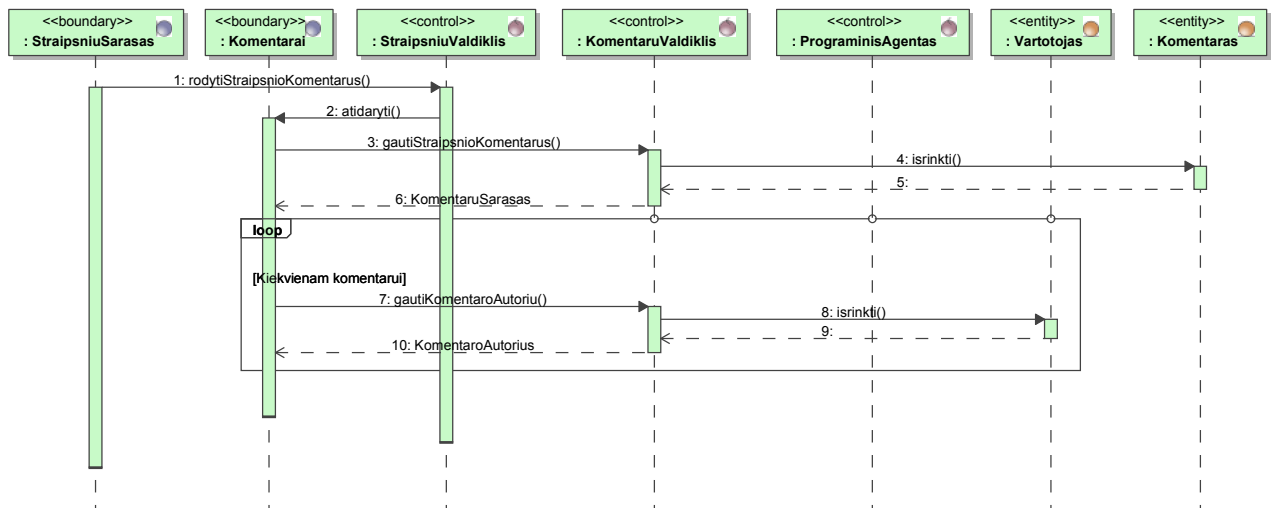 <<boundary>>
: StraipsniuSarasas
<<boundary>>
: Komentarai
<<control>>
: StraipsniuValdiklis
<<control>>
: KomentaruValdiklis
<<control>>
: PrograminisAgentas
<<entity>>
: Vartotojas
<<entity>>
: Komentaras
1: rodytiStraipsnioKomentarus()
2: atidaryti()
3: gautiStraipsnioKomentarus()
4: isrinkti()
5:
6: KomentaruSarasas
loop
[Kiekvienam komentarui]
7: gautiKomentaroAutoriu()
8: isrinkti()
9:
10: KomentaroAutorius